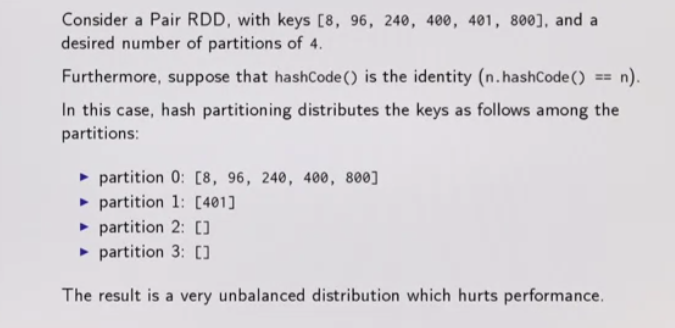 Consider a Pair RDD, with keys [8, 96, 240, 400, 401, 800], and a
desired number of partitions of 4.
Furthermore, suppose that hashCode() is the identity (n.hashCode() == n).
In this case, hash partitioning distributes the keys as follows among the
partitions:
▶ partition 0: [8, 96, 240, 400, 800]
▶ partition 1: [401]
▶ partition 2: []
▶ partition 3: []
The result is a very unbalanced distribution which hurts performance.